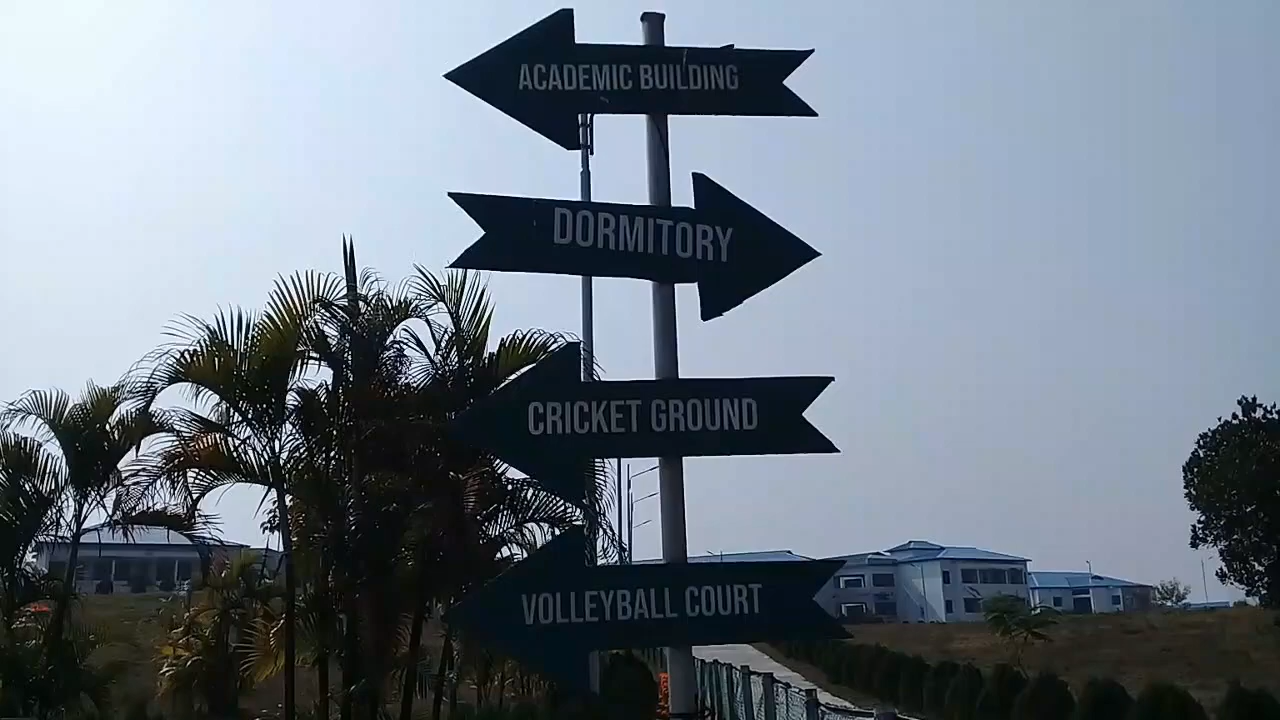 ACADEMIC BUILDING
DORMITORY
CRICKET GROUND
VOLLEYBALL COURT